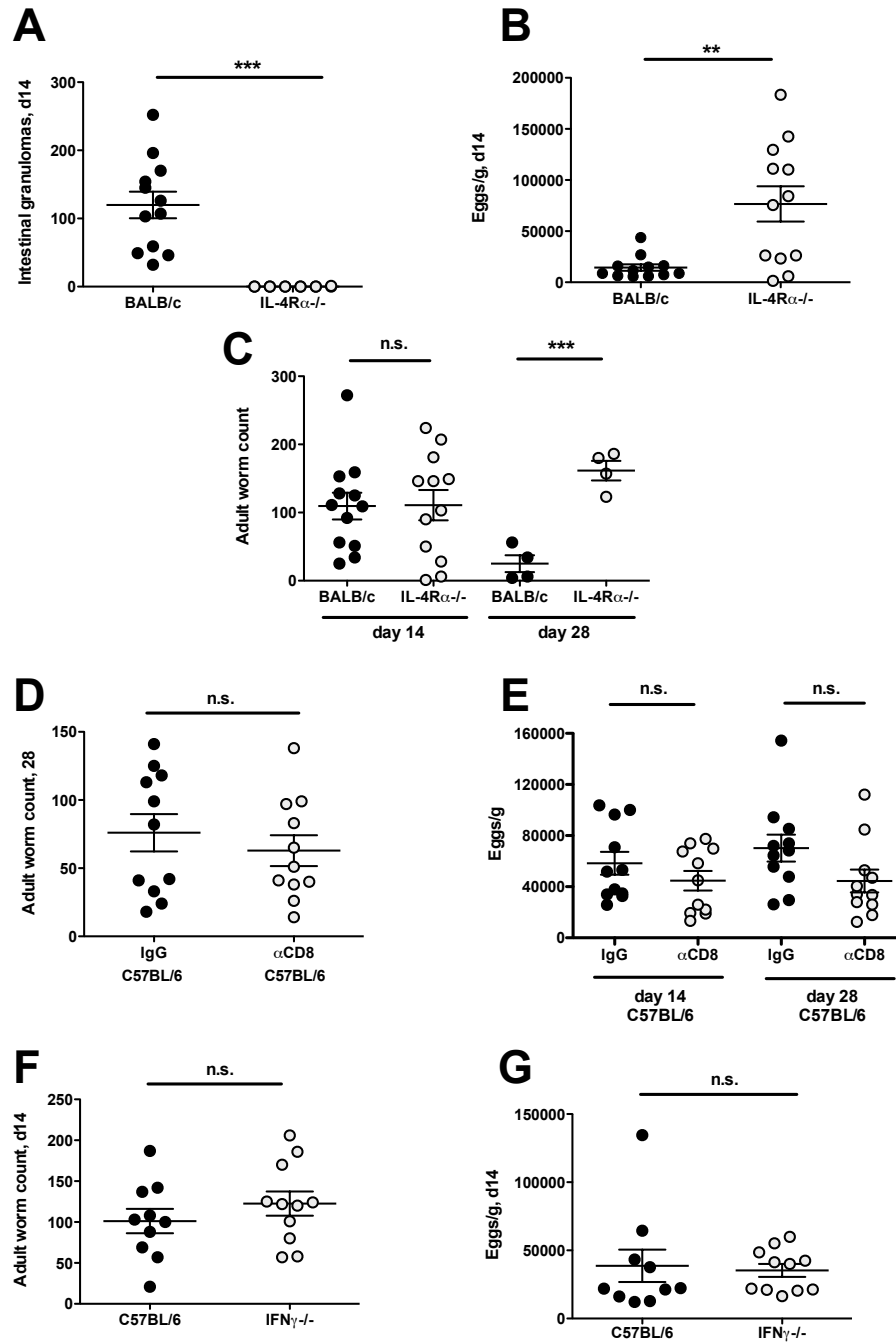 A
***
Intestinal granulomas, d14
300
200
100
0
BALB/c IL-4Rα-/-
B
**
Eggs/g, d14
200000
150000
100000
50000
0
BALB/c IL-4Rα-/-
C
n.s. ***
Adult worm count
300
200
100
0
BALB/c IL-4Rα-/- BALB/c IL-4Rα-/-
day 14 day 28
D
n.s.
Adult worm count, 28
150
100
50
0
IgG αCD8
C57BL/6 C57BL/6
E
n.s. n.s.
Eggs/g
160000
120000
80000
40000
0
IgG αCD8 IgG αCD8
day 14 day 28
C57BL/6 C57BL/6
F
n.s.
Adult worm count, d14
250
200
150
100
50
0
C57BL/6 IFNγ-/-
G
n.s.
Eggs/g, d14
150000
100000
50000
0
C57BL/6 IFNγ-/-